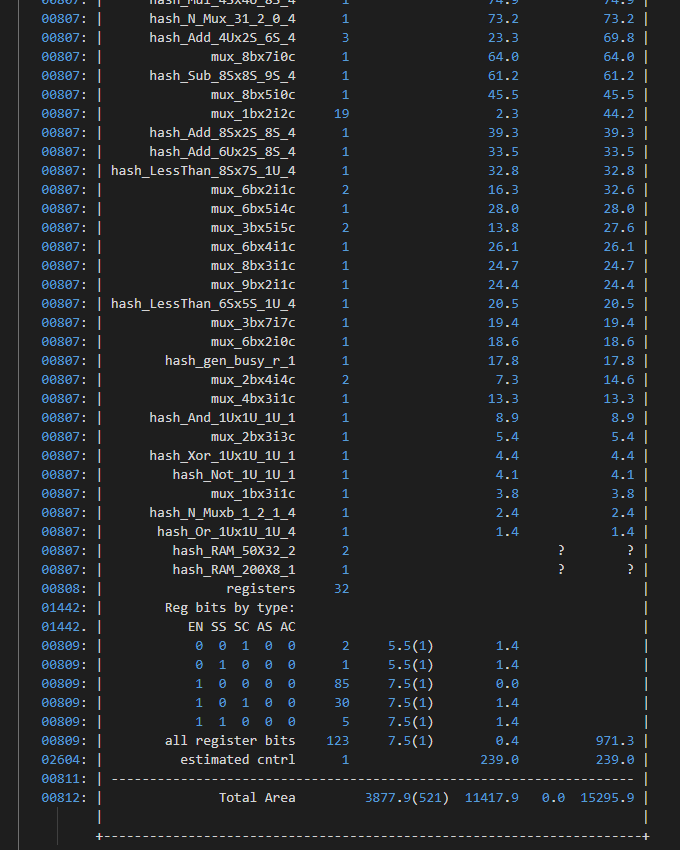 00807: | hash_N_Mux_31_2_0_4 1 73.2 73.2 |
00807: | hash_Add_4Ux2S_6S_4 3 23.3 69.8 |
00807: | mux_8bx7i0c 1 64.0 64.0 |
00807: | hash_Sub_8Sx8S_9S_4 1 61.2 61.2 |
00807: | mux_8bx5i0c 1 45.5 45.5 |
00807: | mux_1bx2i2c 19 2.3 44.2 |
00807: | hash_Add_8Sx2S_8S_4 1 39.3 39.3 |
00807: | hash_Add_6Ux2S_8S_4 1 33.5 33.5 |
00807: | hash_LessThan_8Sx7S_1U_4 1 32.8 32.8 |
00807: | mux_6bx2i1c 2 16.3 32.6 |
00807: | mux_6bx5i4c 1 28.0 28.0 |
00807: | mux_3bx5i5c 2 13.8 27.6 |
00807: | mux_6bx4i1c 1 26.1 26.1 |
00807: | mux_8bx3i1c 1 24.7 24.7 |
00807: | mux_9bx2i1c 1 24.4 24.4 |
00807: | hash_LessThan_6Sx5S_1U_4 1 20.5 20.5 |
00807: | mux_3bx7i7c 1 19.4 19.4 |
00807: | mux_6bx2i0c 1 18.6 18.6 |
00807: | hash_gen_busy_r_1 1 17.8 17.8 |
00807: | mux_2bx4i4c 2 7.3 14.6 |
00807: | mux_4bx3i1c 1 13.3 13.3 |
00807: | hash_And_1Ux1U_1U_1 1 8.9 8.9 |
00807: | mux_2bx3i3c 1 5.4 5.4 |
00807: | hash_Xor_1Ux1U_1U_1 1 4.4 4.4 |
00807: | hash_Not_1U_1U_1 1 4.1 4.1 |
00807: | mux_1bx3i1c 1 3.8 3.8 |
00807: | hash_N_Muxb_1_2_1_4 1 2.4 2.4 |
00807: | hash_Or_1Ux1U_1U_4 1 1.4 1.4 |
00807: | hash_RAM_50X32_2 2 ? ? |
00807: | hash_RAM_200X8_1 1 ? ? |
00808: | registers 32 |
01442: | Reg bits by type: |
01442. | EN SS SC AS AC |
00809: | 0 0 1 0 0 2 5.5(1) 1.4 |
00809: | 0 1 0 0 0 1 5.5(1) 1.4 |
00809: | 1 0 0 0 0 85 7.5(1) 0.0 |
00809: | 1 0 1 0 0 30 7.5(1) 1.4 |
00809: | 1 1 0 0 0 5 7.5(1) 1.4 |
00809: | all register bits 123 7.5(1) 0.4 971.3 |
02604: | estimated cntrl 1 239.0 239.0 |
00811: | ---------------------------------------------------------------- |
00812: | Total Area 3877.9(521) 11417.9 0.0 15295.9 |
| |
+------------------------------------------------------------------+